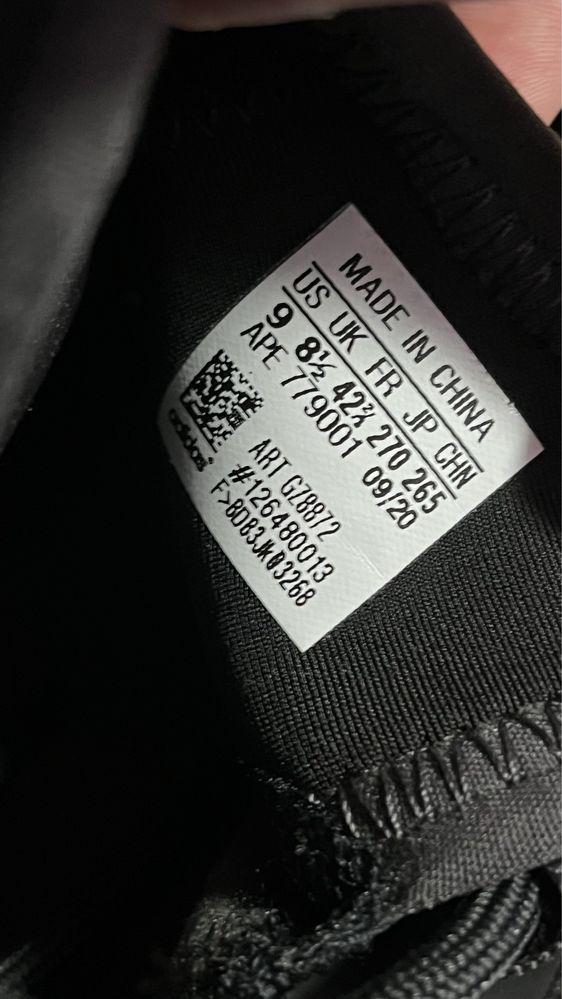 MADE IN CHINA
US UK FR JP CHN
9 8½ 42⅔ 270 265
APE 779001 09/20
ART GZ8872
#126480013
F>8D83JK03268
adidas